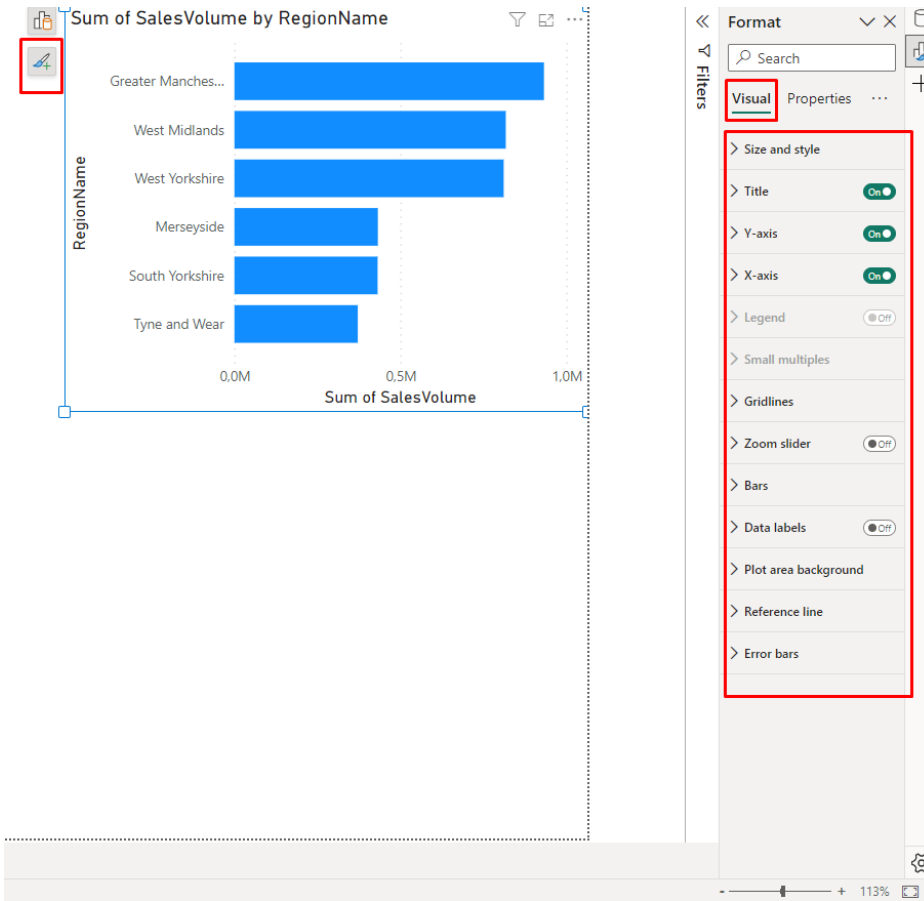 Sum of SalesVolume by RegionName
Greater Manches...
West Midlands
West Yorkshire
Merseyside
South Yorkshire
Tyne and Wear
RegionName
0,0M 0,5M 1,0M
Sum of SalesVolume
Filters
Format
Search
Visual Properties
Size and style
Title On
Y-axis On
X-axis On
Legend Off
Small multiples
Gridlines
Zoom slider Off
Bars
Data labels Off
Plot area background
Reference line
Error bars
- + 113%